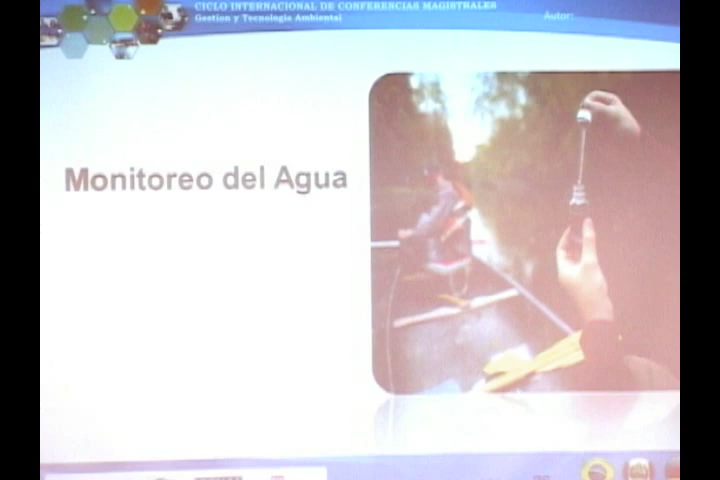 CICLO INTERNACIONAL DE CONFERENCIAS MAGISTRALES
Gestion y Tecnologia Ambiental
Autor:
Monitoreo del Agua